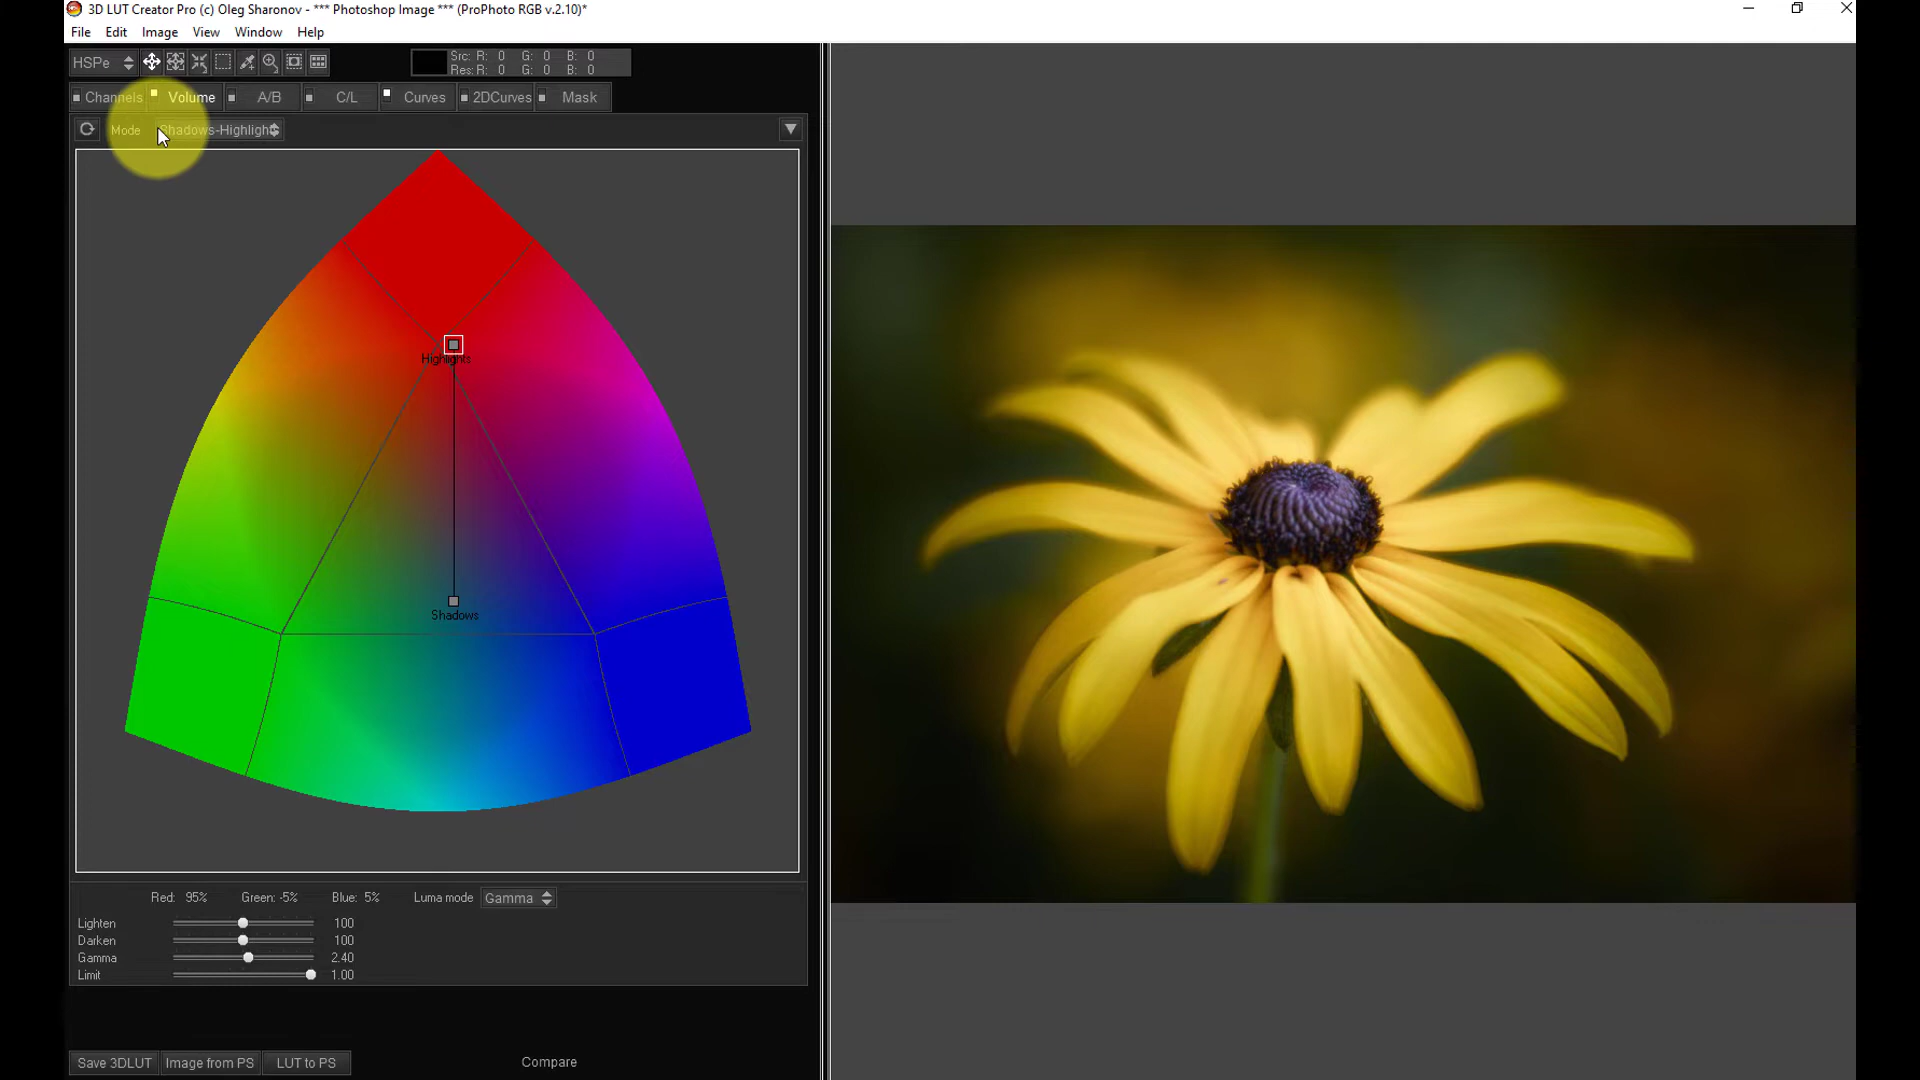 3D LUT Creator Pro (c) Oleg Sharonov - *** Photoshop Image *** (ProPhoto RGB v.2.10)*
File Edit Image View Window Help
HSPe
Src: R: 0 G: 0 B: 0
Res: R: 0 G: 0 B: 0
Channels Volume A/B C/L Curves 2DCurves Mask
Mode Shadows-Highlight
Highlights
Shadows
Red: 95% Green: -5% Blue: 5% Luma mode Gamma
Lighten 100
Darken 100
Gamma 2.40
Limit 1.00
Save 3DLUT Image from PS LUT to PS Compare